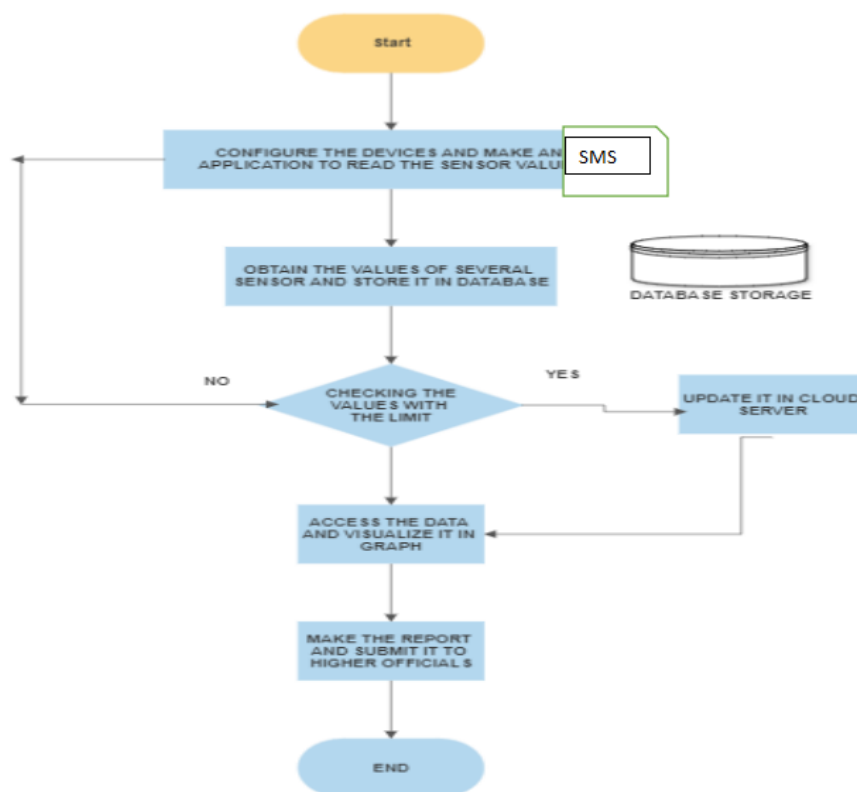 Start
CONFIGURE THE DEVICES AND MAKE AN
APPLICATION TO READ THE SENSOR
SMS
OBTAIN THE VALUES OF SEVERAL
SENSOR AND STORE IT IN DATABASE
DATABASE STORAGE
NO
YES
CHECKING THE
VALUES WITH
THE LIMIT
UPDATE IT IN CLOUD
SERVER
ACCESS THE DATA
AND VISUALIZE IT IN
GRAPH
MAKE THE REPORT
AND SUBMIT IT TO
HIGHER OFFICIALS
END